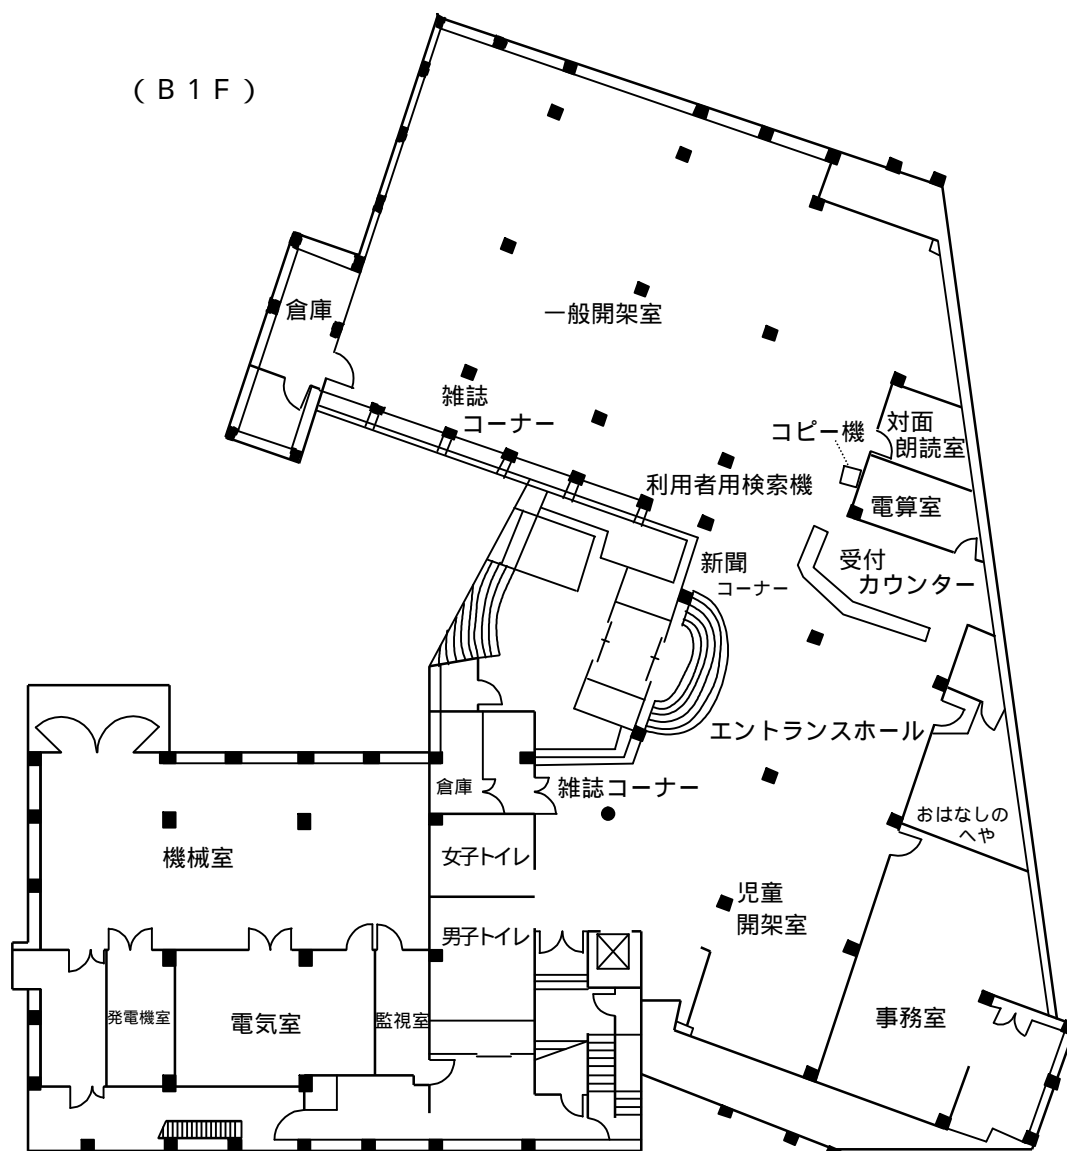 （Ｂ１Ｆ）
倉庫
一般開架室
雑誌
コーナー
対面
朗読室
コピー機
利用者用検索機
電算室
新聞
コーナー
受付
カウンター
エントランスホール
倉庫
雑誌コーナー
おはなしの
へや
女子トイレ
機械室
児童
開架室
男子トイレ
発電機室
電気室
監視室
事務室